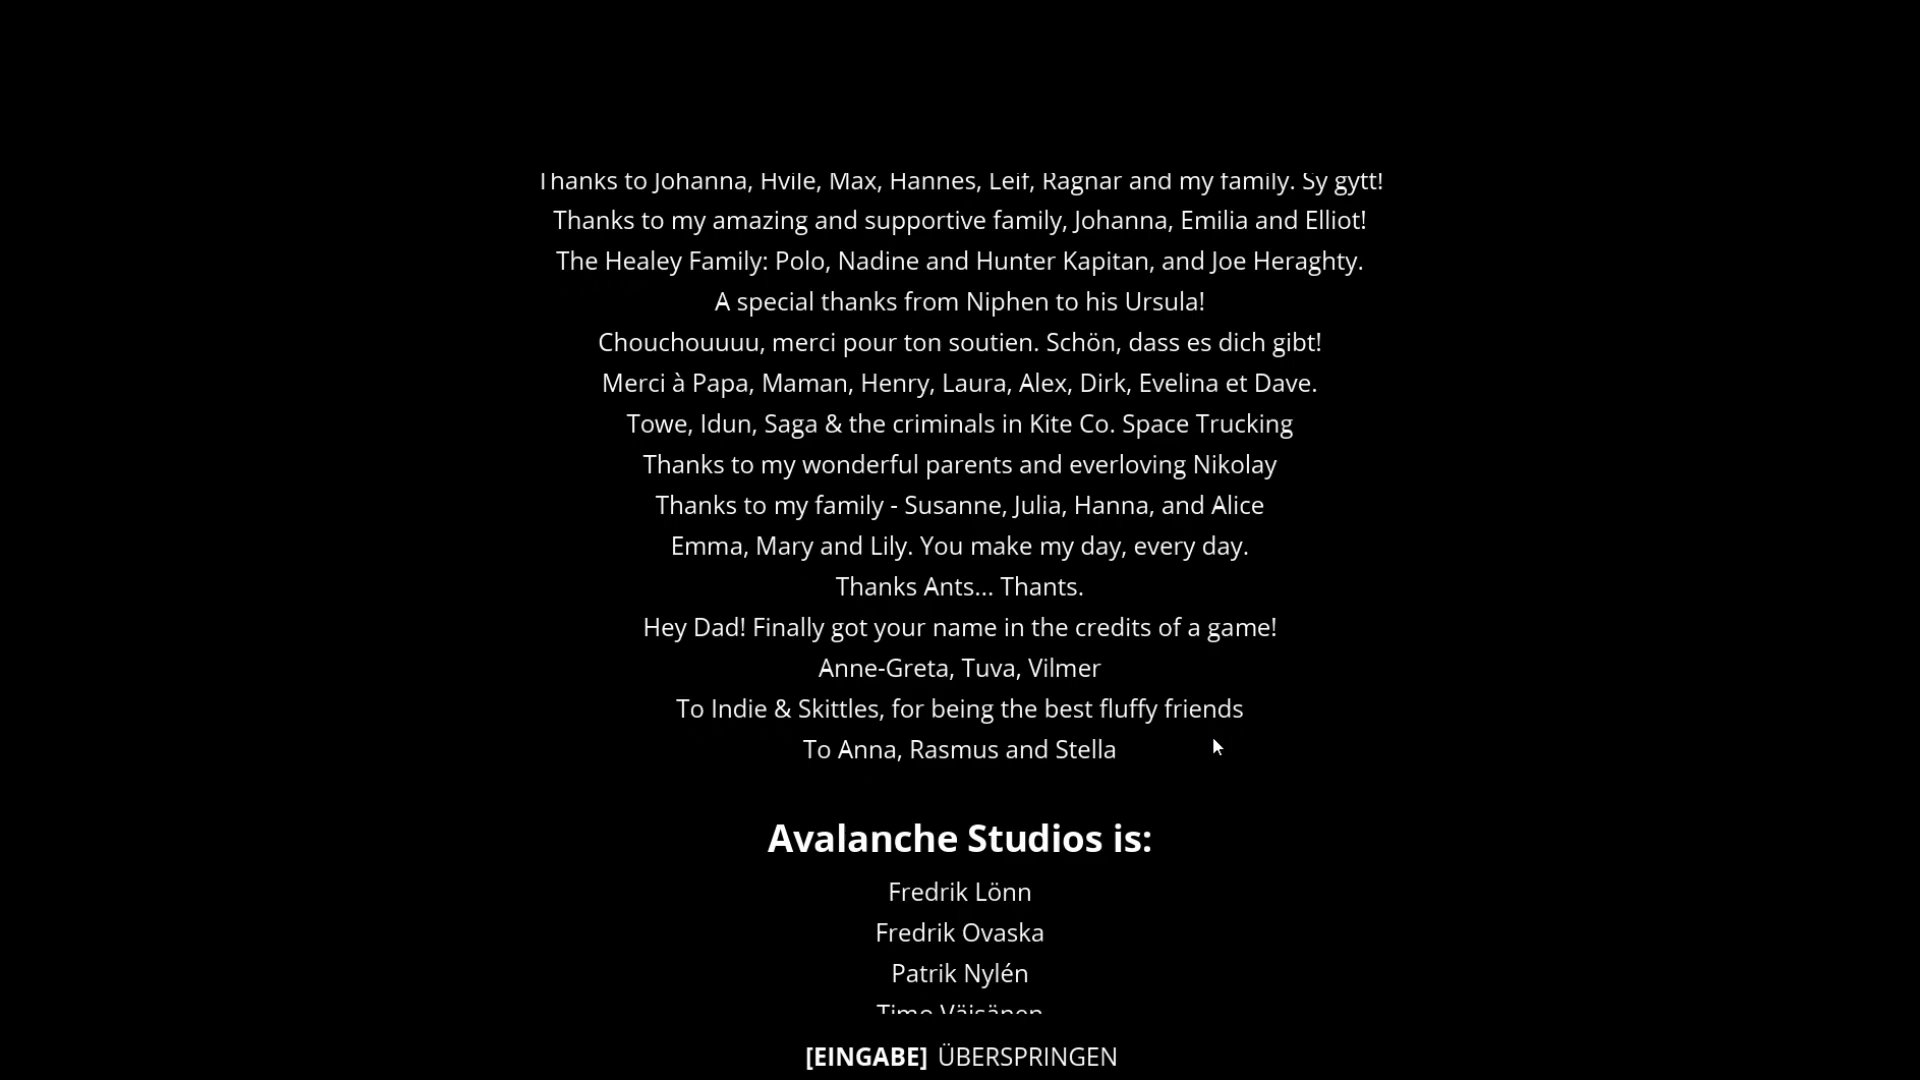 Thanks to Johanna, Hvile, Max, Hannes, Leif, Ragnar and my family. Sy gytt!
Thanks to my amazing and supportive family, Johanna, Emilia and Elliot!
The Healey Family: Polo, Nadine and Hunter Kapitan, and Joe Heraghty.
A special thanks from Niphen to his Ursula!
Chouchouuuu, merci pour ton soutien. Schön, dass es dich gibt!
Merci à Papa, Maman, Henry, Laura, Alex, Dirk, Evelina et Dave.
Towe, Idun, Saga & the criminals in Kite Co. Space Trucking
Thanks to my wonderful parents and everloving Nikolay
Thanks to my family - Susanne, Julia, Hanna, and Alice
Emma, Mary and Lily. You make my day, every day.
Thanks Ants... Thants.
Hey Dad! Finally got your name in the credits of a game!
Anne-Greta, Tuva, Vilmer
To Indie & Skittles, for being the best fluffy friends
To Anna, Rasmus and Stella
Avalanche Studios is:
Fredrik Lönn
Fredrik Ovaska
Patrik Nylén
Timo Väisänen
[EINGABE] ÜBERSPRINGEN